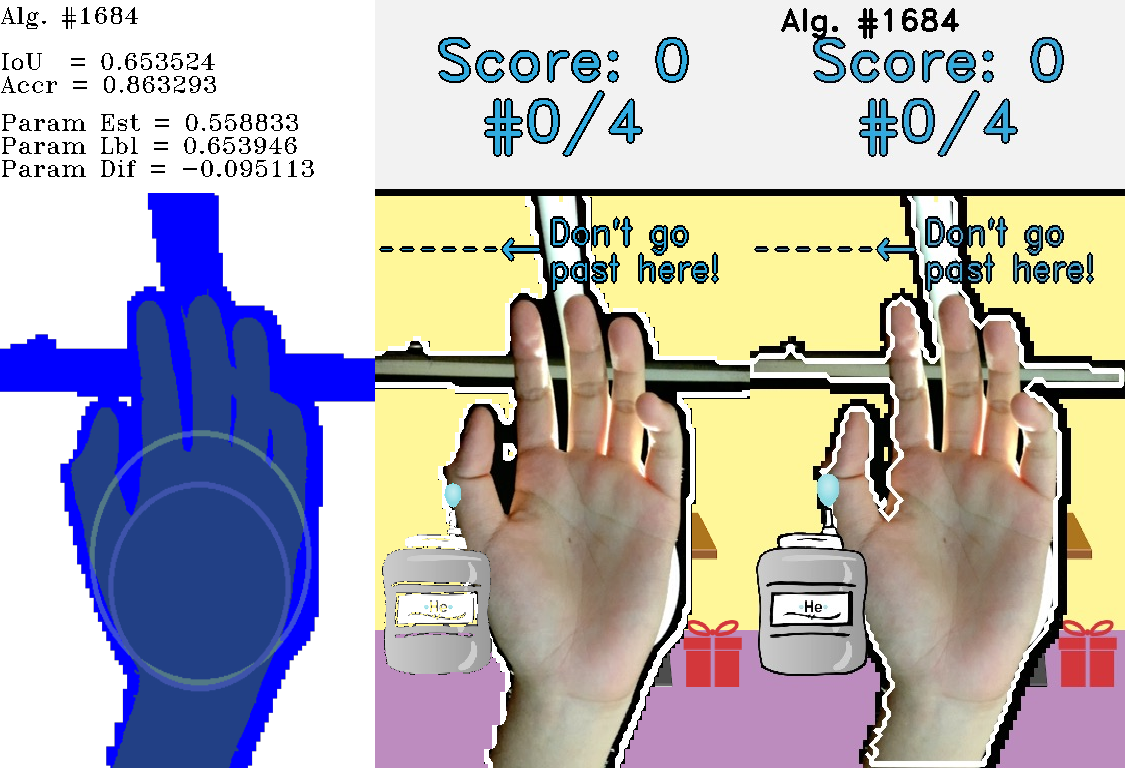 Alg. #1684
IoU = 0.653524
Accr = 0.863293
Param Est = 0.558833
Param Lbl = 0.653946
Param Dif = −0.095113
Score: 0
#0/4
Don't go
past here!
He
Alg. #1684
Score: 0
#0/4
Don't go
past here!
He